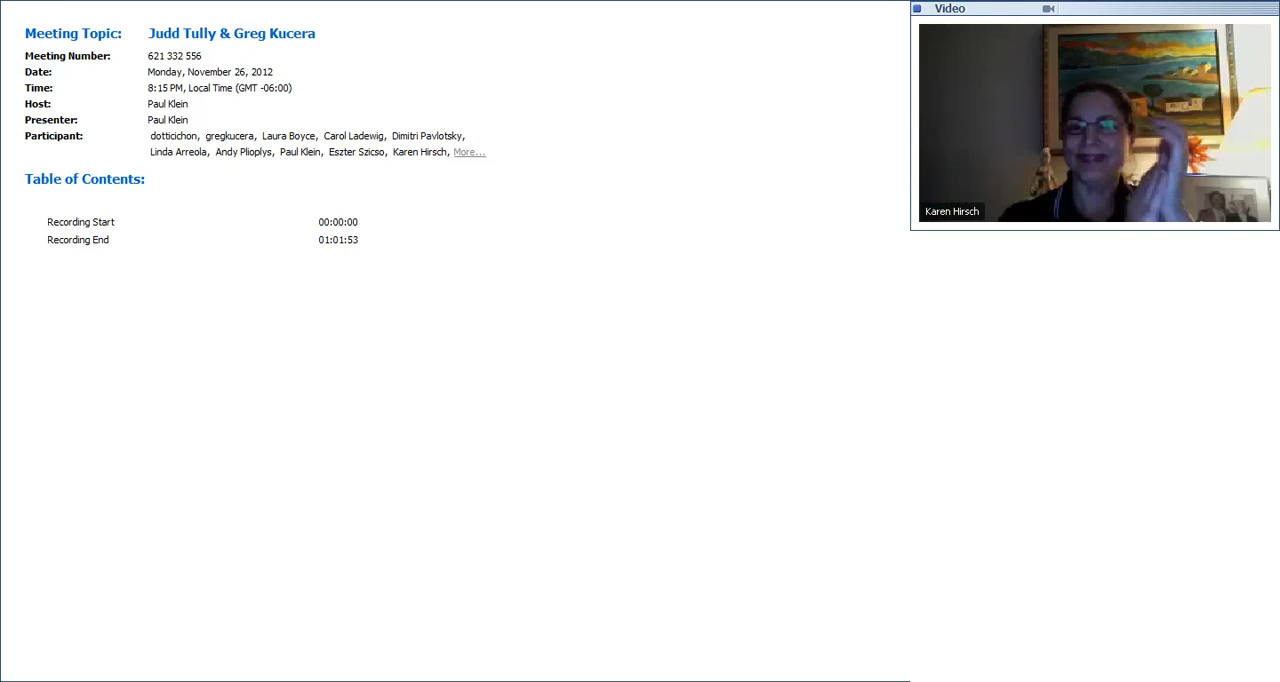 Meeting Topic: Judd Tully & Greg Kucera
Meeting Number: 621 332 556
Date: Monday, November 26, 2012
Time: 8:15 PM, Local Time (GMT -06:00)
Host: Paul Klein
Presenter: Paul Klein
Participant: dotticichon, gregkucera, Laura Boyce, Carol Ladewig, Dimitri Pavlotsky,
Linda Arreola, Andy Plioplys, Paul Klein, Eszter Szicso, Karen Hirsch, More...
Table of Contents:
Recording Start 00:00:00
Recording End 01:01:53
Video
Karen Hirsch